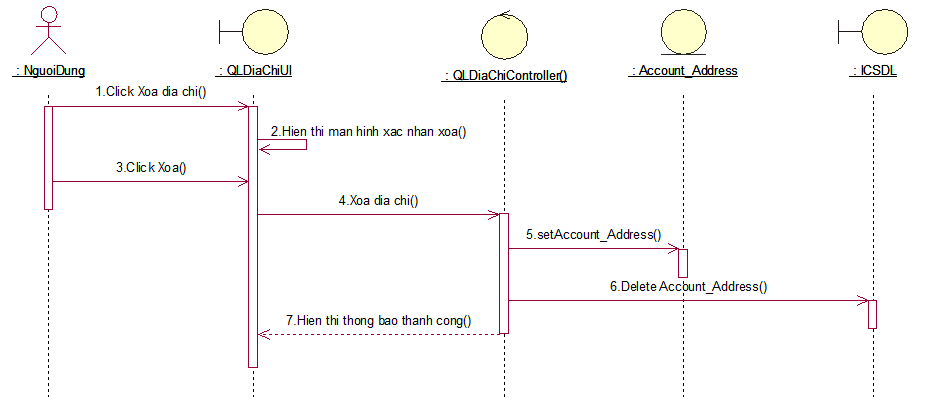 : NguoiDung
: QLDiaChiUI
: QLDiaChiController()
: Account_Address
: ICSDL
1.Click Xoa dia chi()
2.Hien thi man hinh xac nhan xoa()
3.Click Xoa()
4.Xoa dia chi()
5.setAccount_Address()
6.Delete Account_Address()
7.Hien thi thong bao thanh cong()